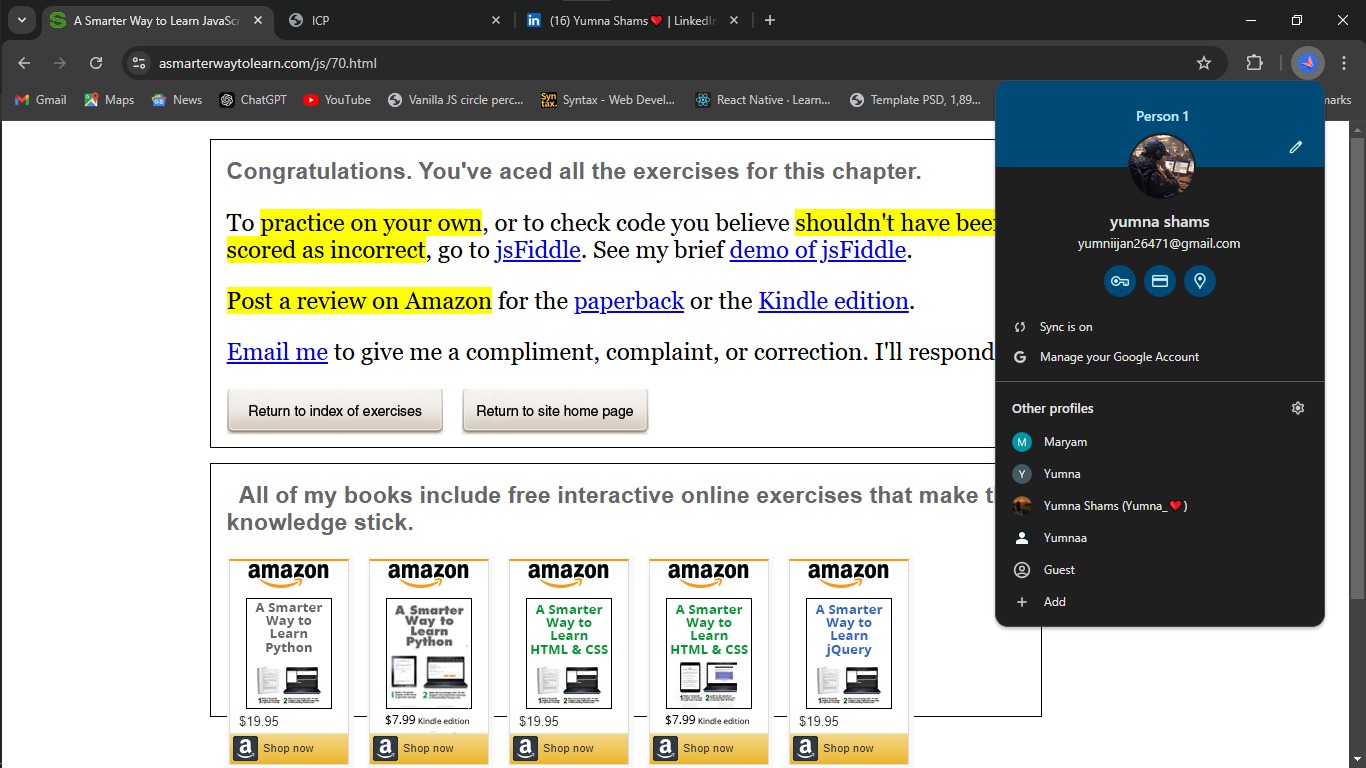 A Smarter Way to Learn JavaScr
ICP
(16) Yumna Shams❤ | LinkedIn
asmarterwaytolearn.com/js/70.html
Gmail
Maps
News
ChatGPT
YouTube
Vanilla JS circle perc...
Syntax - Web Devel...
React Native · Learn...
Template PSD, 1,89...
marks
Congratulations. You've aced all the exercises for this chapter.
To practice on your own, or to check code you believe shouldn't have been
scored as incorrect, go to jsFiddle. See my brief demo of jsFiddle.
Post a review on Amazon for the paperback or the Kindle edition.
Email me to give me a compliment, complaint, or correction. I'll respond
Return to index of exercises
Return to site home page
All of my books include free interactive online exercises that make t
knowledge stick.
amazon
A Smarter
Way to
Learn
Python
$19.95
Shop now
amazon
A Smarter
Way to
Learn
Python
$7.99 Kindle edition
Shop now
amazon
A Smarter
Way to
Learn
HTML & CSS
$19.95
Shop now
amazon
A Smarter
Way to
Learn
HTML & CSS
$7.99 Kindle edition
Shop now
amazon
A Smarter
Way to
Learn
jQuery
$19.95
Shop now
Person 1
yumna shams
yumniijan26471@gmail.com
Sync is on
Manage your Google Account
Other profiles
M
Maryam
Y
Yumna
Yumna Shams (Yumna_❤)
Yumnaa
Guest
Add